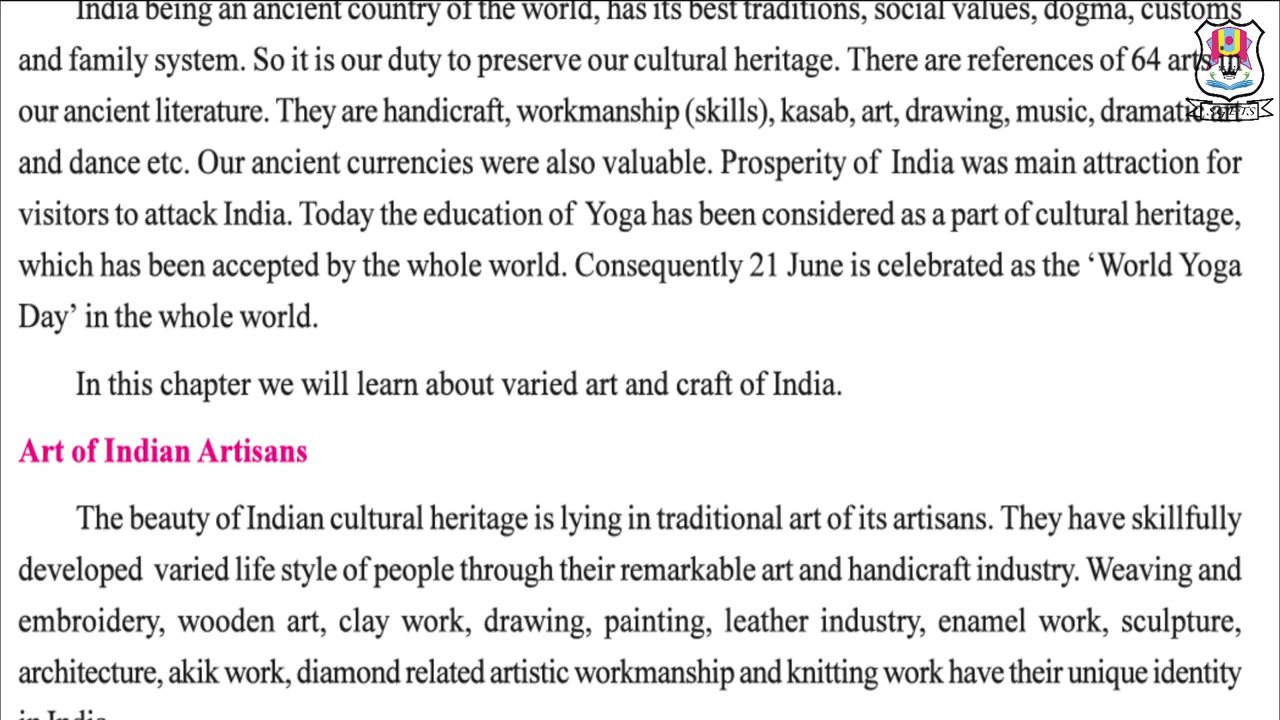 India being an ancient country of the world, has its best traditions, social values, dogma, customs
and family system. So it is our duty to preserve our cultural heritage. There are references of 64 arts in
our ancient literature. They are handicraft, workmanship (skills), kasab, art, drawing, music, dramatic art
and dance etc. Our ancient currencies were also valuable. Prosperity of India was main attraction for
visitors to attack India. Today the education of Yoga has been considered as a part of cultural heritage,
which has been accepted by the whole world. Consequently 21 June is celebrated as the ‘World Yoga
Day’ in the whole world.
In this chapter we will learn about varied art and craft of India.
Art of Indian Artisans
The beauty of Indian cultural heritage is lying in traditional art of its artisans. They have skillfully
developed varied life style of people through their remarkable art and handicraft industry. Weaving and
embroidery, wooden art, clay work, drawing, painting, leather industry, enamel work, sculpture,
architecture, akik work, diamond related artistic workmanship and knitting work have their unique identity
in India.